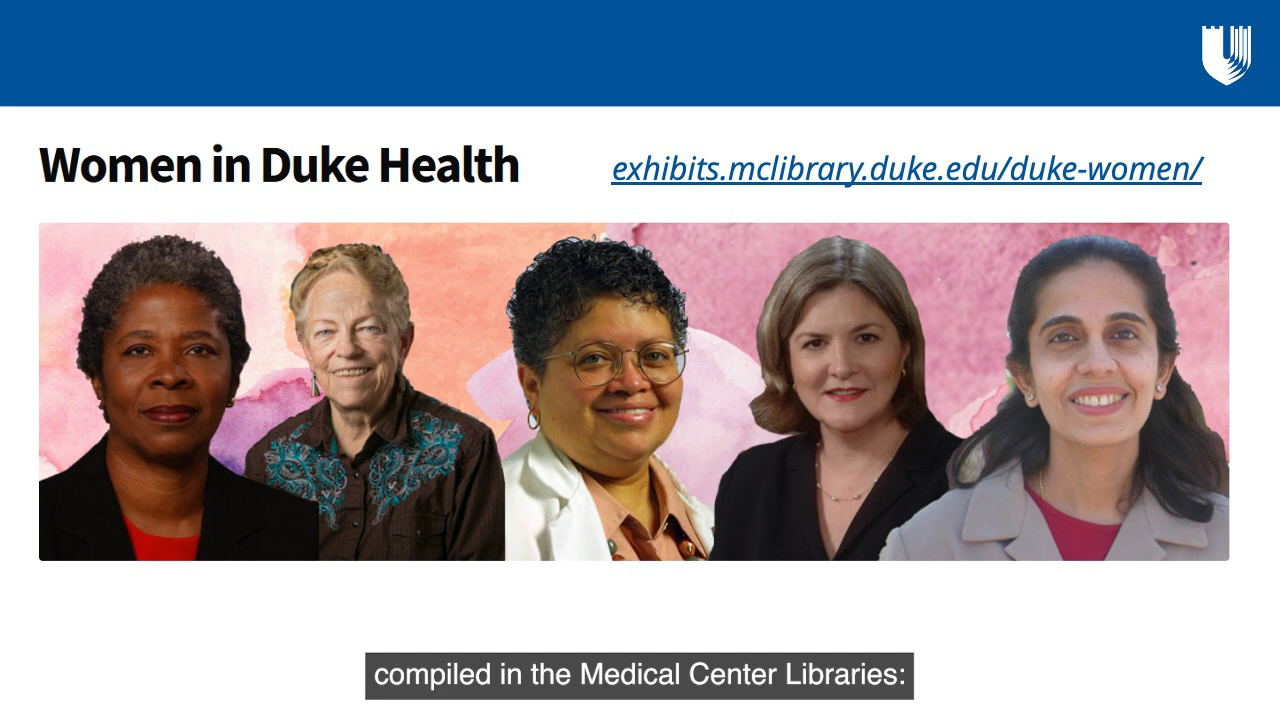 Women in Duke Health
exhibits.mclibrary.duke.edu/duke-women/
compiled in the Medical Center Libraries: